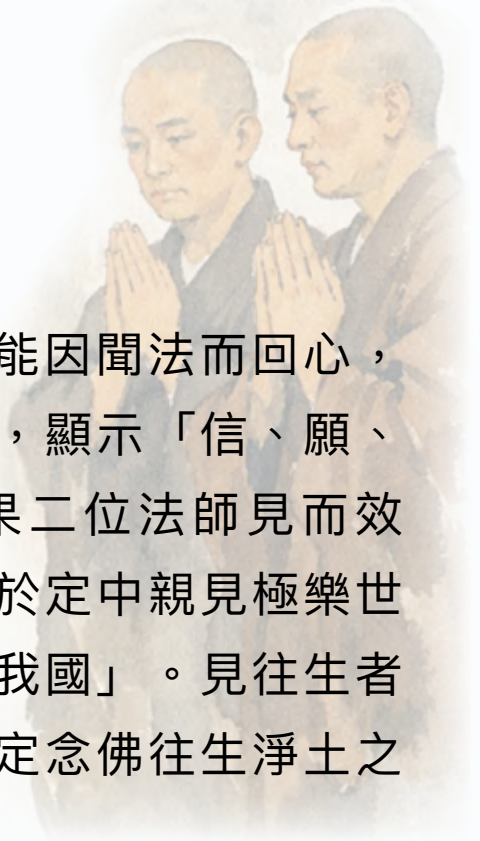 能因聞法而回心，
，顯示「信、願、
果二位法師見而效
於定中親見極樂世
我國」。見往生者
定念佛往生淨土之